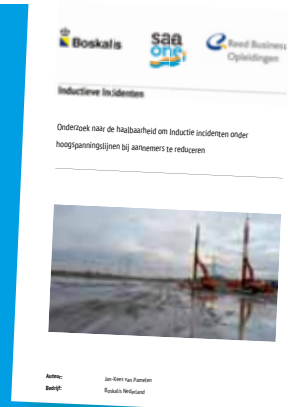 Boskalis
saa
one
Reed Business
Opleidingen
Inductieve Incidenten
Onderzoek naar de haalbaarheid om Inductie incidenten onder
hoogspanningslijnen bij aannemers te reduceren
Auteur:
Jan-Kees Van Pamelen
Bedrijf:
Boskalis Nederland